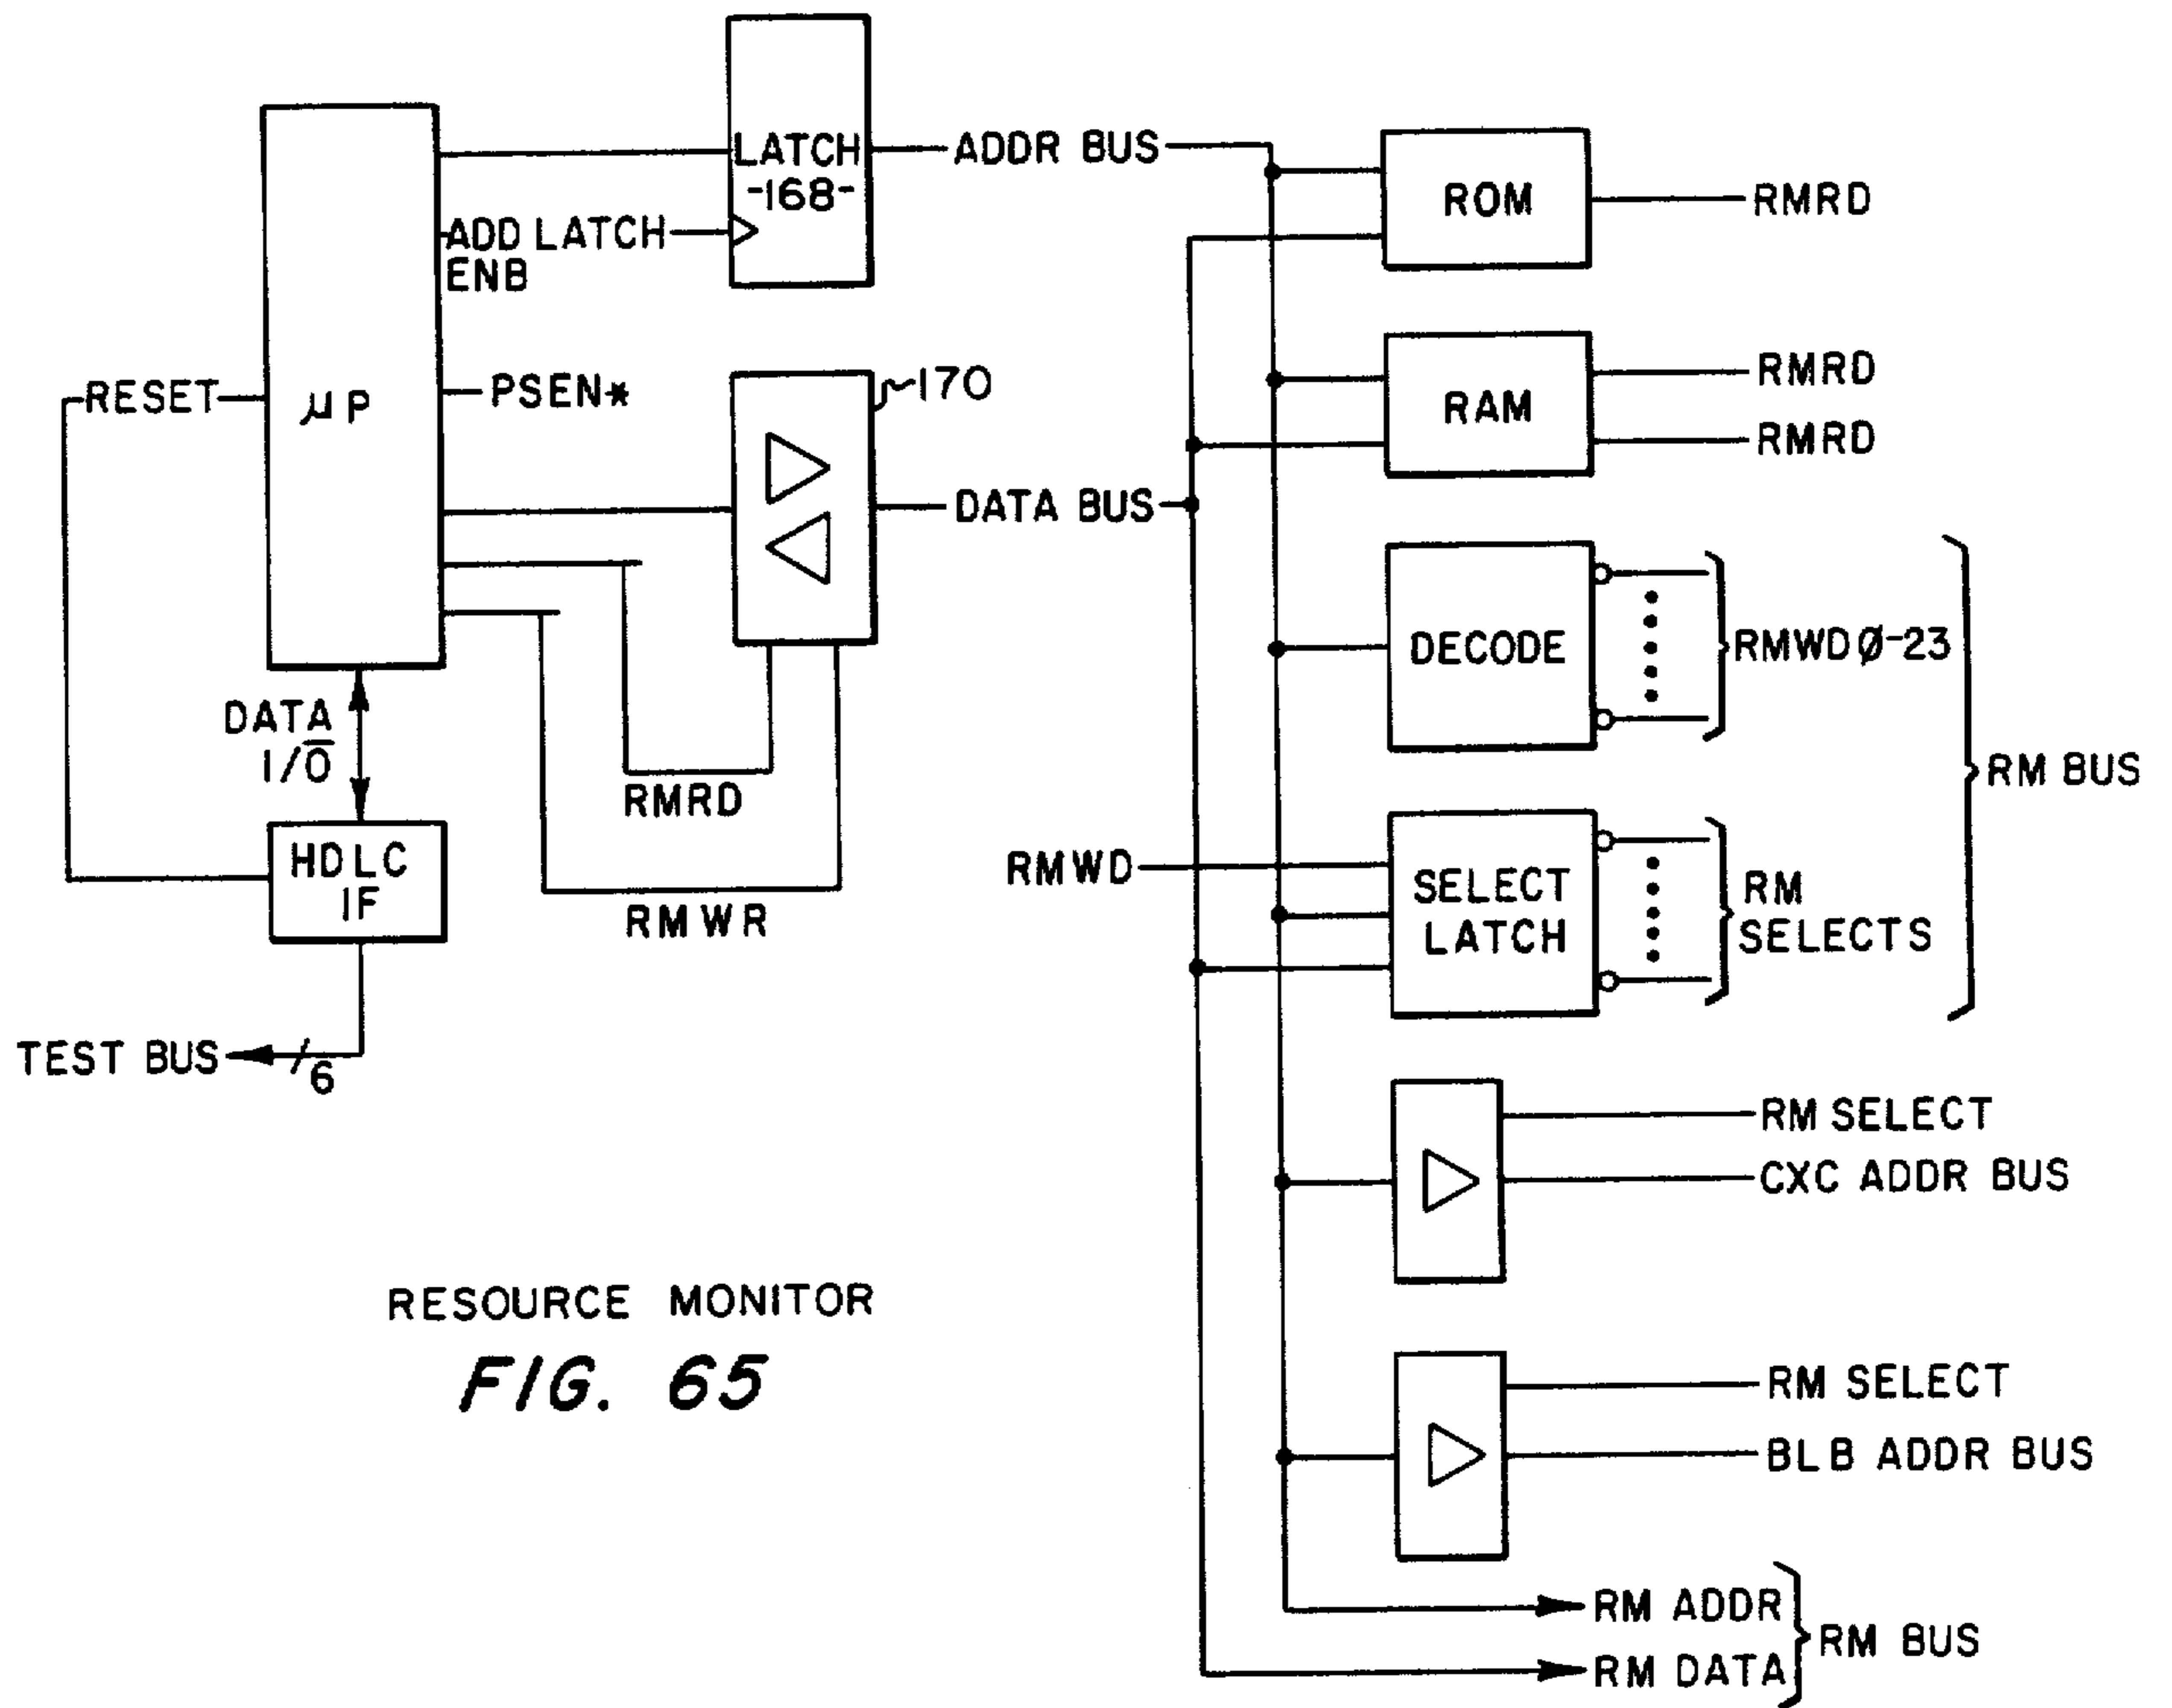 LATCH
-168-
ADDR BUS
ADD LATCH
ENB
ROM
RMRD
RESET
µP
PSEN*
170
RAM
RMRD
RMRD
DATA BUS
DECODE
RMWDØ-23
DATA
I/O̅
RMRD
HDLC
IF
RMWR
RMWD
SELECT
LATCH
RM
SELECTS
RM BUS
TEST BUS
6
RM SELECT
CXC ADDR BUS
RM SELECT
BLB ADDR BUS
RM ADDR
RM DATA
RM BUS
RESOURCE MONITOR
FIG. 65